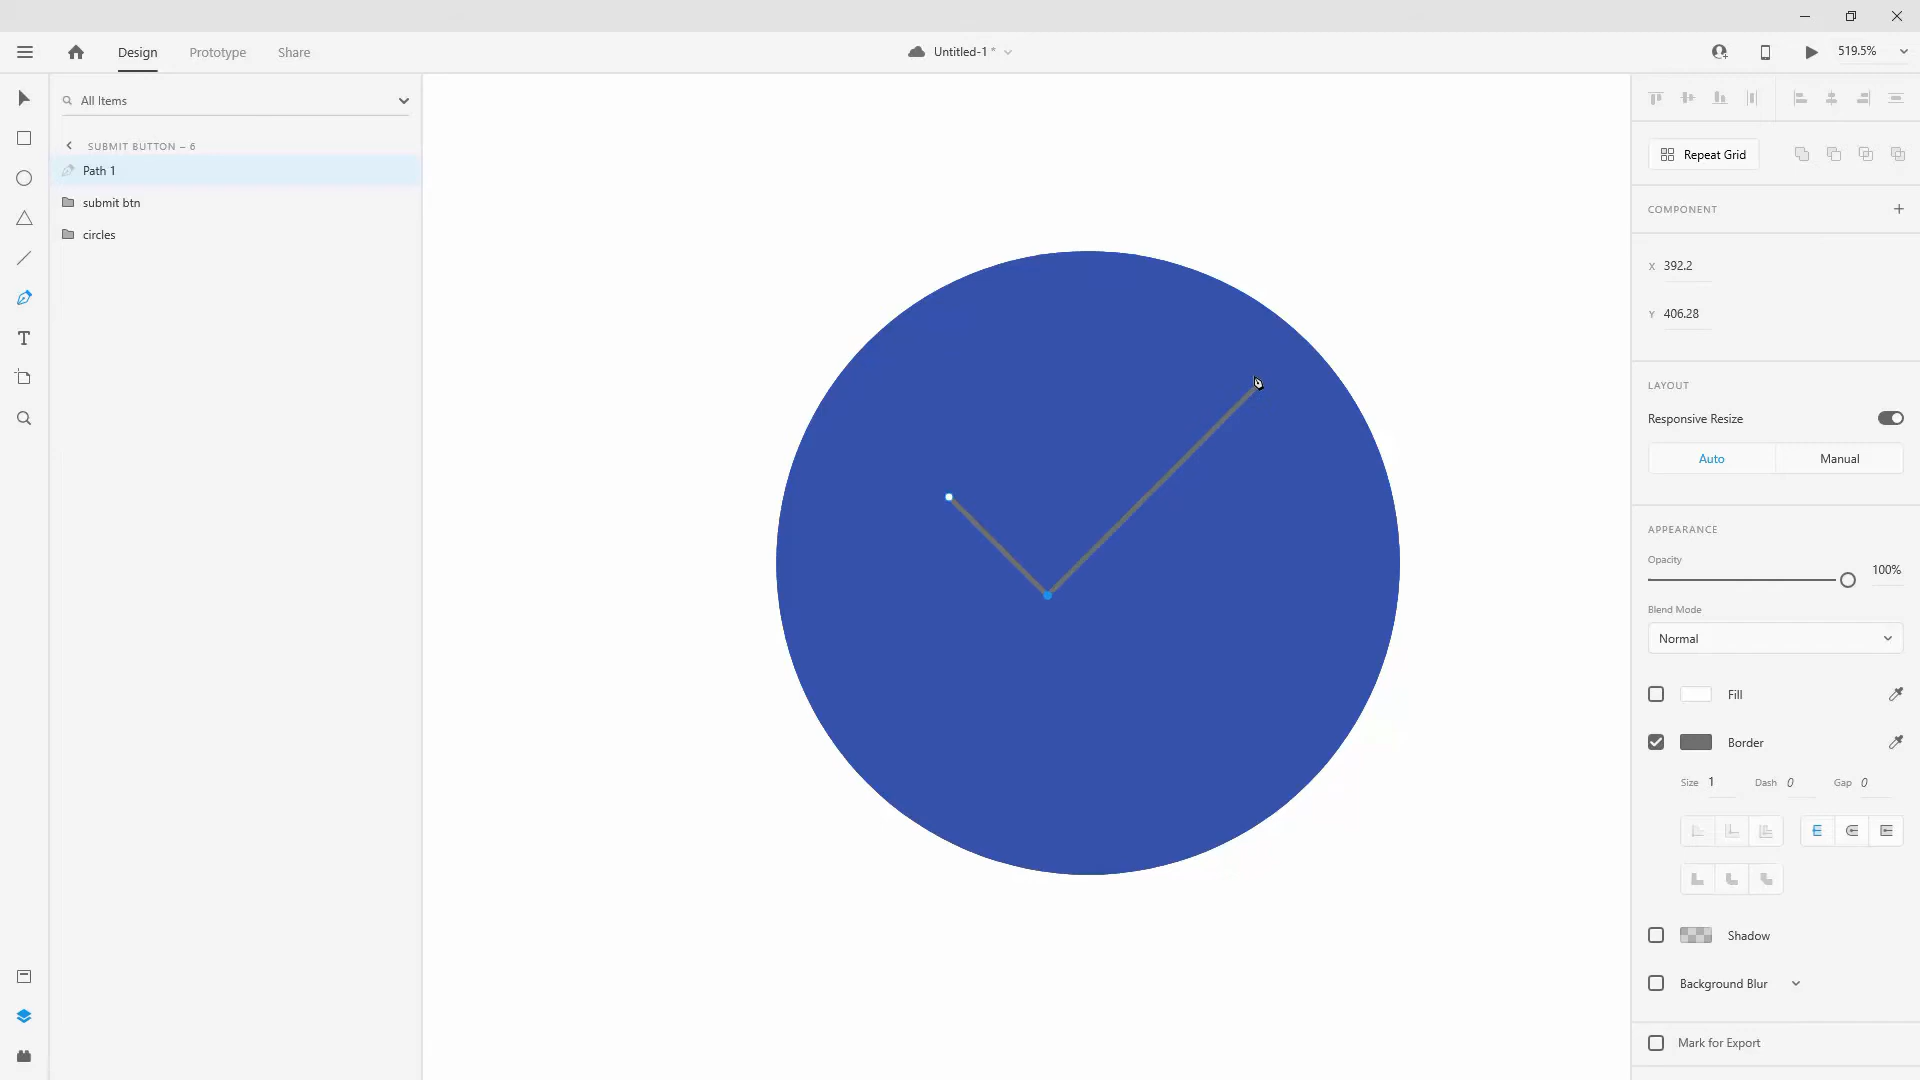 Design Prototype Share
Untitled-1 *
519.5%
All Items
SUBMIT BUTTON – 6
Path 1
submit btn
circles
Repeat Grid
COMPONENT
X 392.2
Y 406.28
LAYOUT
Responsive Resize
Auto Manual
APPEARANCE
Opacity
100%
Blend Mode
Normal
Fill
Border
Size 1 Dash 0 Gap 0
Shadow
Background Blur
Mark for Export